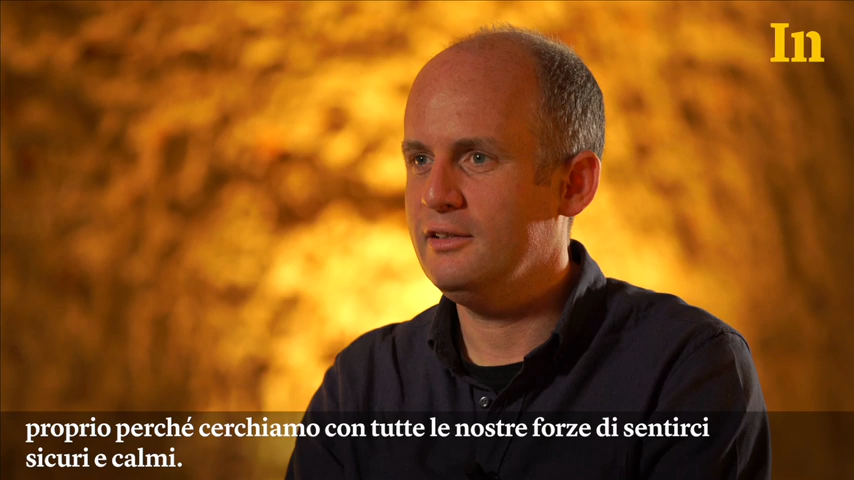 In
proprio perché cerchiamo con tutte le nostre forze di sentirci
sicuri e calmi.